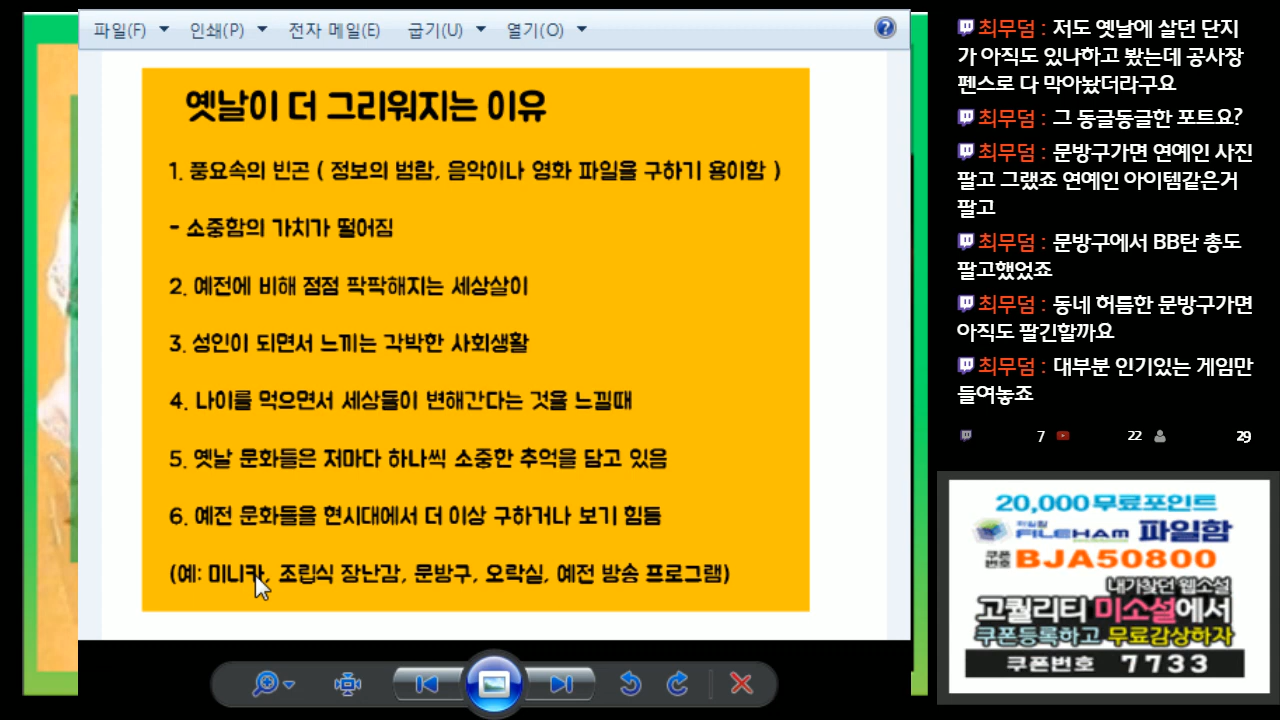 파일(F) 인쇄(P) 전자 메일(E) 굽기(U) 열기(O)
옛날이 더 그리워지는 이유
1. 풍요속의 빈곤 ( 정보의 범람, 음악이나 영화 파일을 구하기 용이함 )
- 소중함의 가치가 떨어짐
2. 예전에 비해 점점 팍팍해지는 세상살이
3. 성인이 되면서 느끼는 각박한 사회생활
4. 나이를 먹으면서 세상들이 변해간다는 것을 느낄때
5. 옛날 문화들은 저마다 하나씩 소중한 추억을 담고 있음
6. 예전 문화들을 현시대에서 더 이상 구하거나 보기 힘듬
(예: 미니카, 조립식 장난감, 문방구, 오락실, 예전 방송 프로그램)
최무덤 : 저도 옛날에 살던 단지
가 아직도 있나하고 봤는데 공사장
펜스로 다 막아놨더라구요
최무덤 : 그 동글동글한 포트요?
최무덤 : 문방구가면 연예인 사진
팔고 그랬죠 연예인 아이템같은거
팔고
최무덤 : 문방구에서 BB탄 총도
팔고했었죠
최무덤 : 동네 허름한 문방구가면
아직도 팔긴할까요
최무덤 : 대부분 인기있는 게임만
들여놓죠
7 22 29
20,000무료포인트
FILEHAM 파일함
쿠폰
번호 BJA50800
내가찾던 웹소설
고퀄리티 미소설에서
쿠폰등록하고 무료감상하자
쿠폰번호 7733